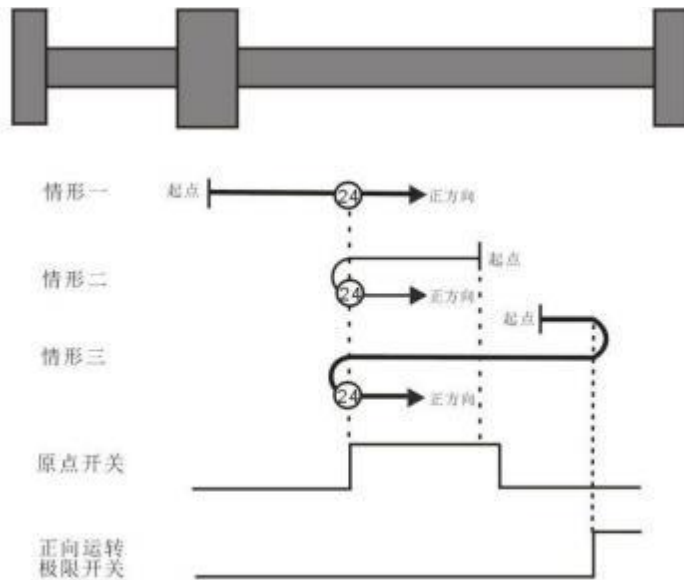 情形一
起点
24
正方向
起点
情形二
24
正方向
起点
情形三
24
正方向
原点开关
正向运转
极限开关